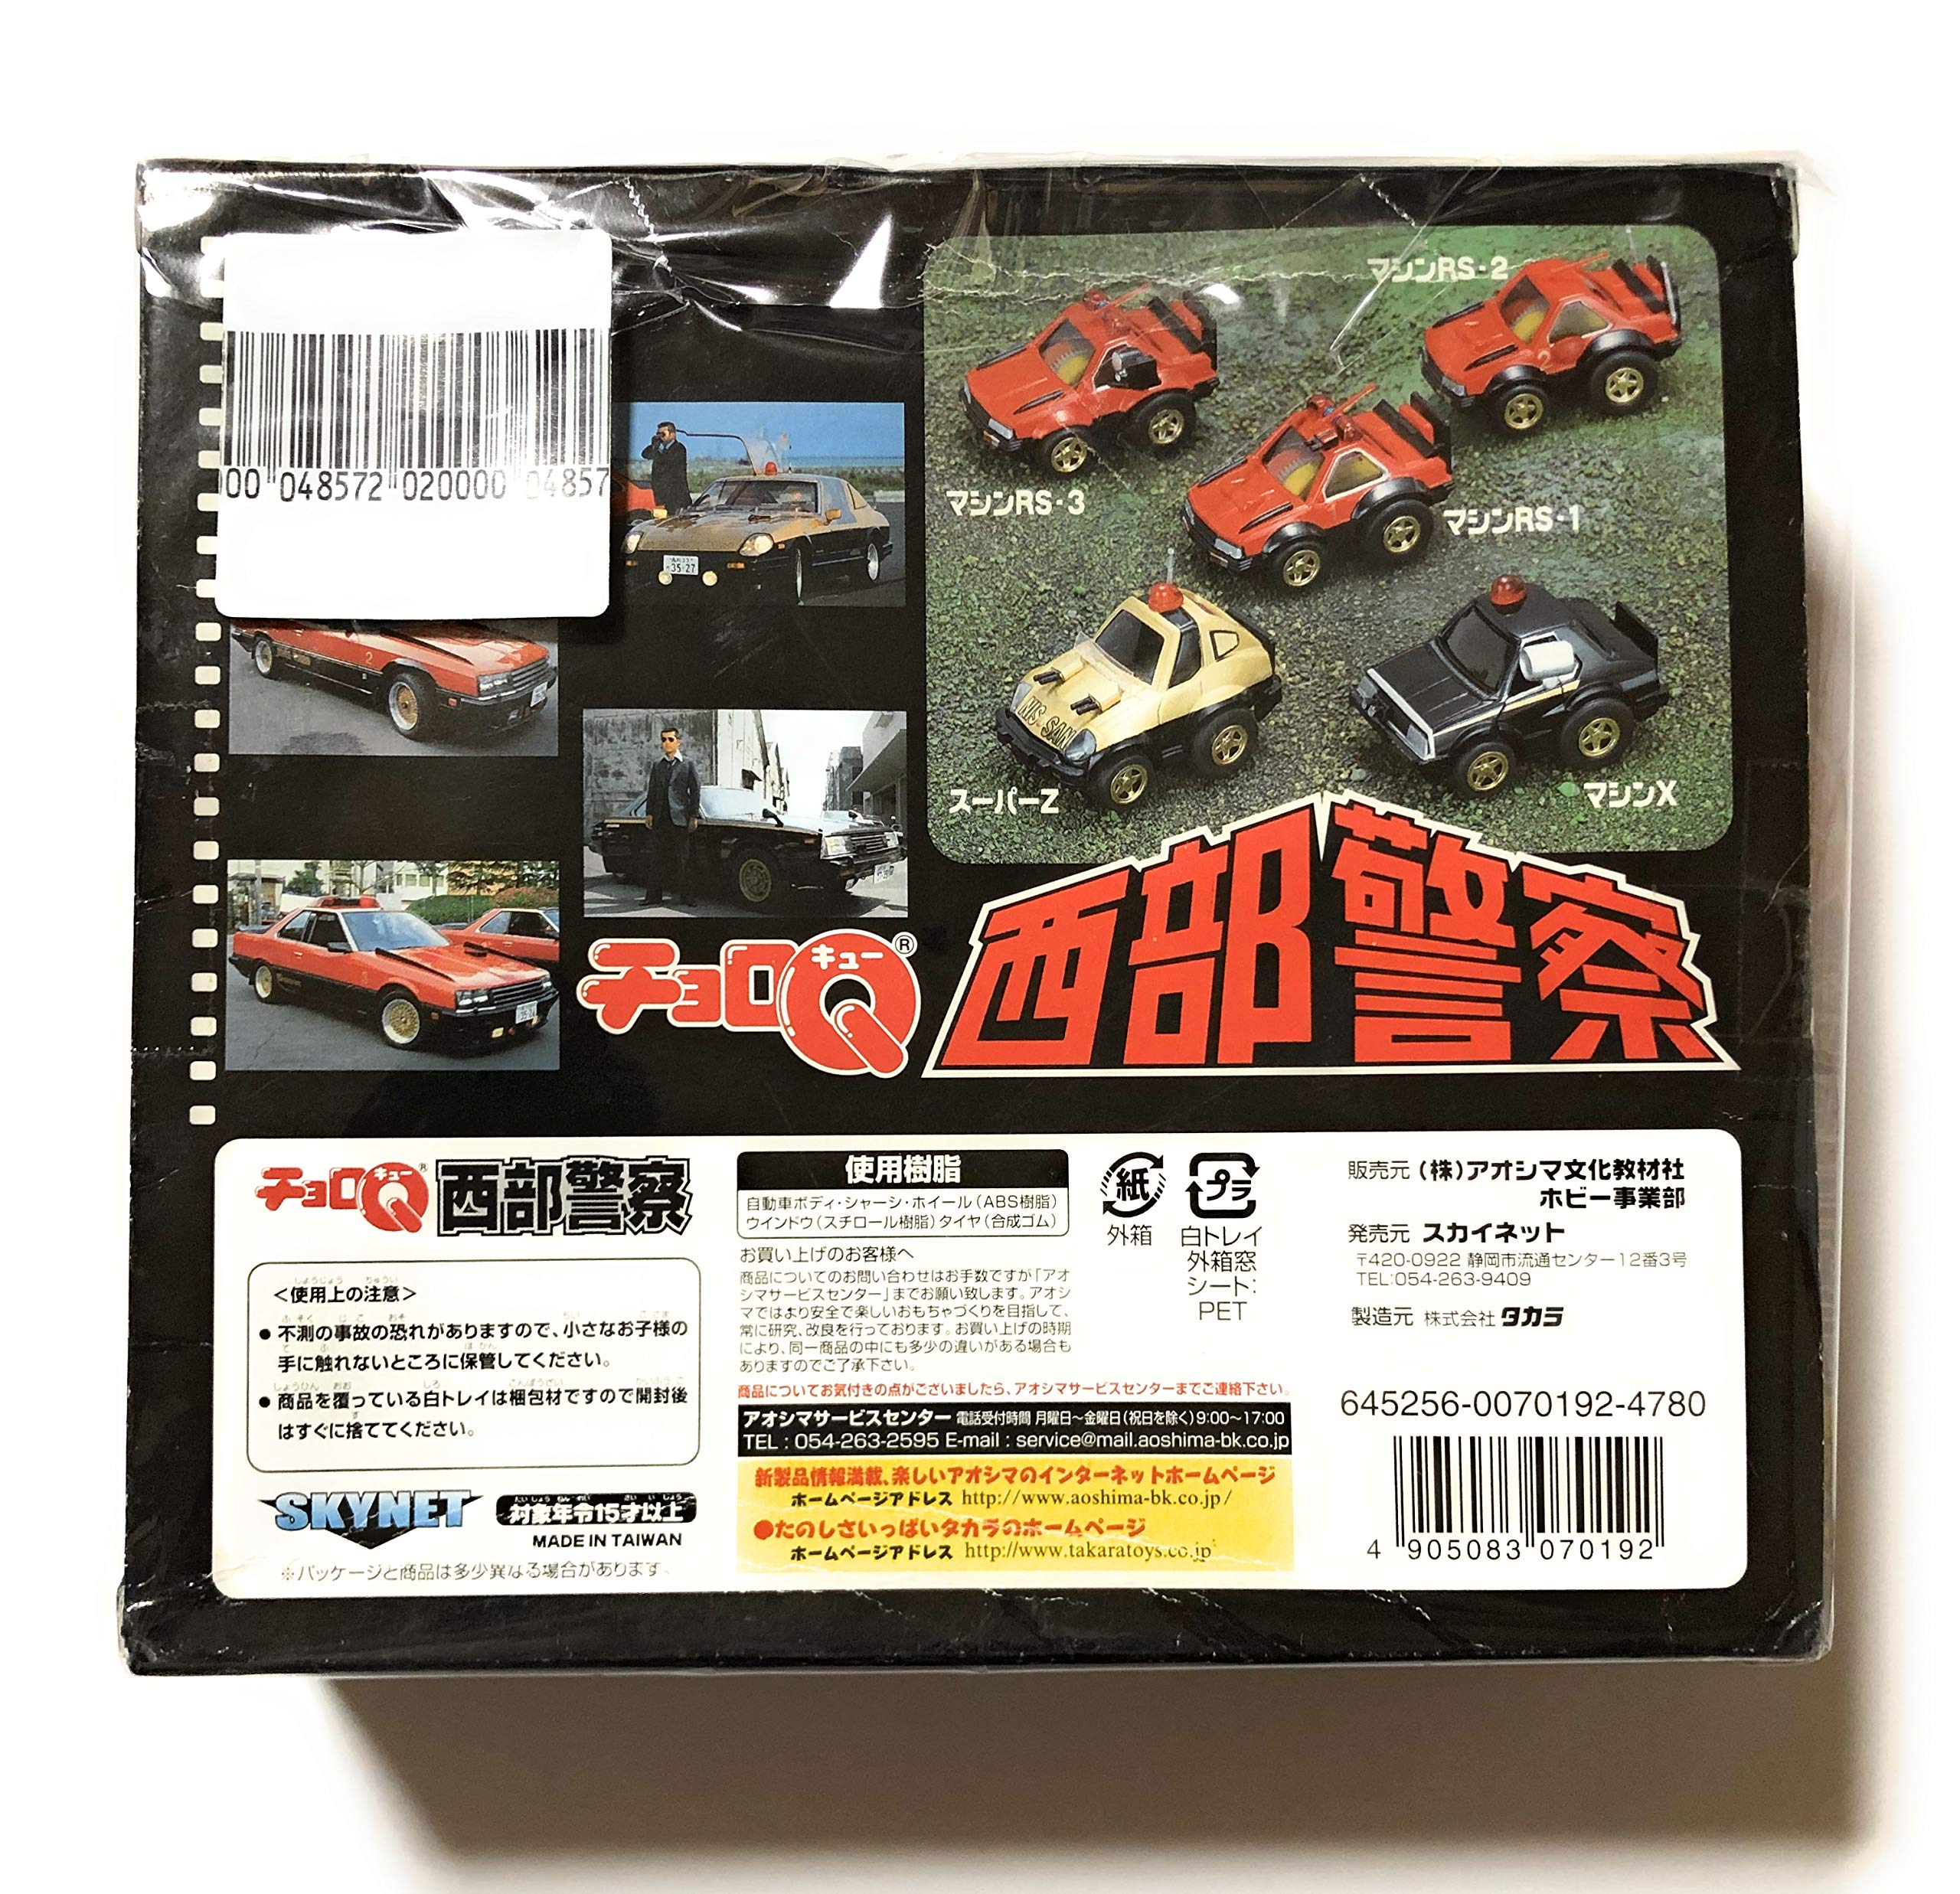 00 048572 020000 04857
35-27
マシンRS-2
マシンRS-3
マシンRS-1
NIS SAN
スーパーZ
マシンX
チョロQ
キュー
®
西部警察
チョロQ
キュー
®
西部警察
<使用上の注意>
●不測の事故の恐れがありますので、小さなお子様の
手に触れないところに保管してください。
●商品を覆っている白トレイは梱包材ですので開封後
はすぐに捨ててください。
SKYNET
対象年令15才以上
MADE IN TAIWAN
※パッケージと商品は多少異なる場合があります。
使用樹脂
自動車ボディ・シャーシ・ホイール(ABS樹脂)
ウインドウ(スチロール樹脂)タイヤ(合成ゴム)
お買い上げのお客様へ
商品についてのお問い合わせはお手数ですが「アオ
シマサービスセンター」までお願い致します。アオシ
マではより安全で楽しいおもちゃづくりを目指して、
常に研究、改良を行っております。お買い上げの時期
により、同一商品の中にも多少の違いがある場合も
ありますのでご了承下さい。
商品についてお気付きの点がございましたら、アオシマサービスセンターまでご連絡下さい。
アオシマサービスセンター 電話受付時間 月曜日～金曜日(祝日を除く)9:00～17:00
TEL : 054-263-2595 E-mail : service@mail.aoshima-bk.co.jp
新製品情報満載、楽しいアオシマのインターネットホームページ
ホームページアドレス http://www.aoshima-bk.co.jp/
●たのしさいっぱいタカラのホームページ
ホームページアドレス http://www.takaratoys.co.jp
紙
外箱
プラ
白トレイ
外箱窓
シート:
PET
販売元 (株)アオシマ文化教材社
ホビー事業部
発売元 スカイネット
〒420-0922 静岡市流通センター12番3号
TEL:054-263-9409
製造元 株式会社 タカラ
645256-0070192-4780
4 905083 070192